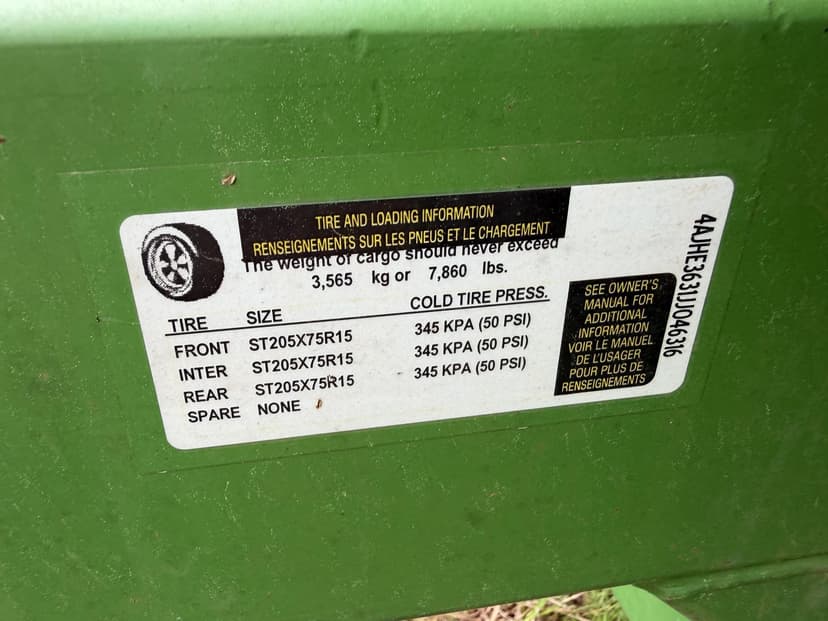 TIRE AND LOADING INFORMATION
RENSEIGNEMENTS SUR LES PNEUS ET LE CHARGEMENT
The weight of cargo should never exceed
3,565 kg or 7,860 lbs.
TIRE SIZE COLD TIRE PRESS.
FRONT ST205X75R15 345 KPA (50 PSI)
INTER ST205X75R15 345 KPA (50 PSI)
REAR ST205X75R15 345 KPA (50 PSI)
SPARE NONE
SEE OWNER'S
MANUAL FOR
ADDITIONAL
INFORMATION
VOIR LE MANUEL
DE L'USAGER
POUR PLUS DE
RENSEIGNEMENTS
4AJHE3631JJ046316